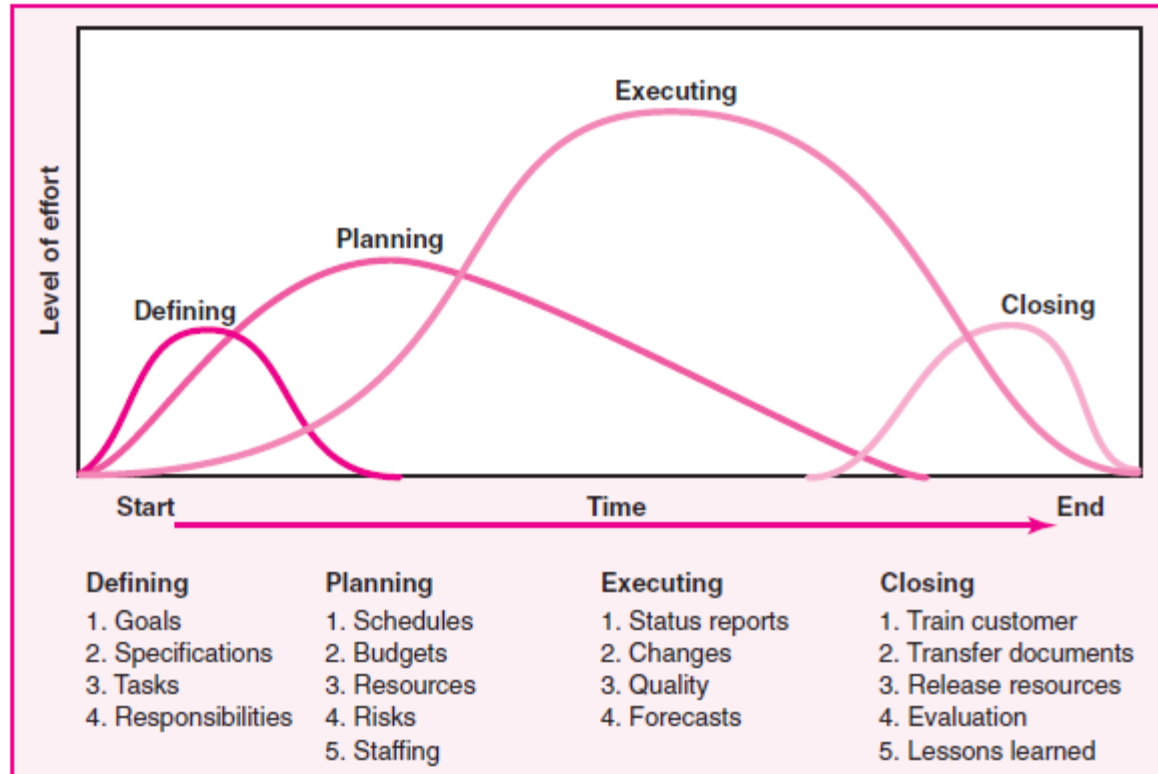 Executing
Planning
Defining
Closing
Level of effort
Start
Time
End
Defining
1. Goals
2. Specifications
3. Tasks
4. Responsibilities
Planning
1. Schedules
2. Budgets
3. Resources
4. Risks
5. Staffing
Executing
1. Status reports
2. Changes
3. Quality
4. Forecasts
Closing
1. Train customer
2. Transfer documents
3. Release resources
4. Evaluation
5. Lessons learned